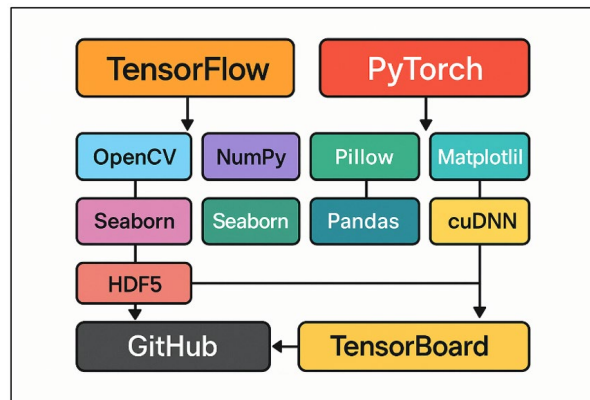 TensorFlow
PyTorch
OpenCV
NumPy
Pillow
Matplotlil
Seaborn
Seaborn
Pandas
cuDNN
HDF5
GitHub
TensorBoard